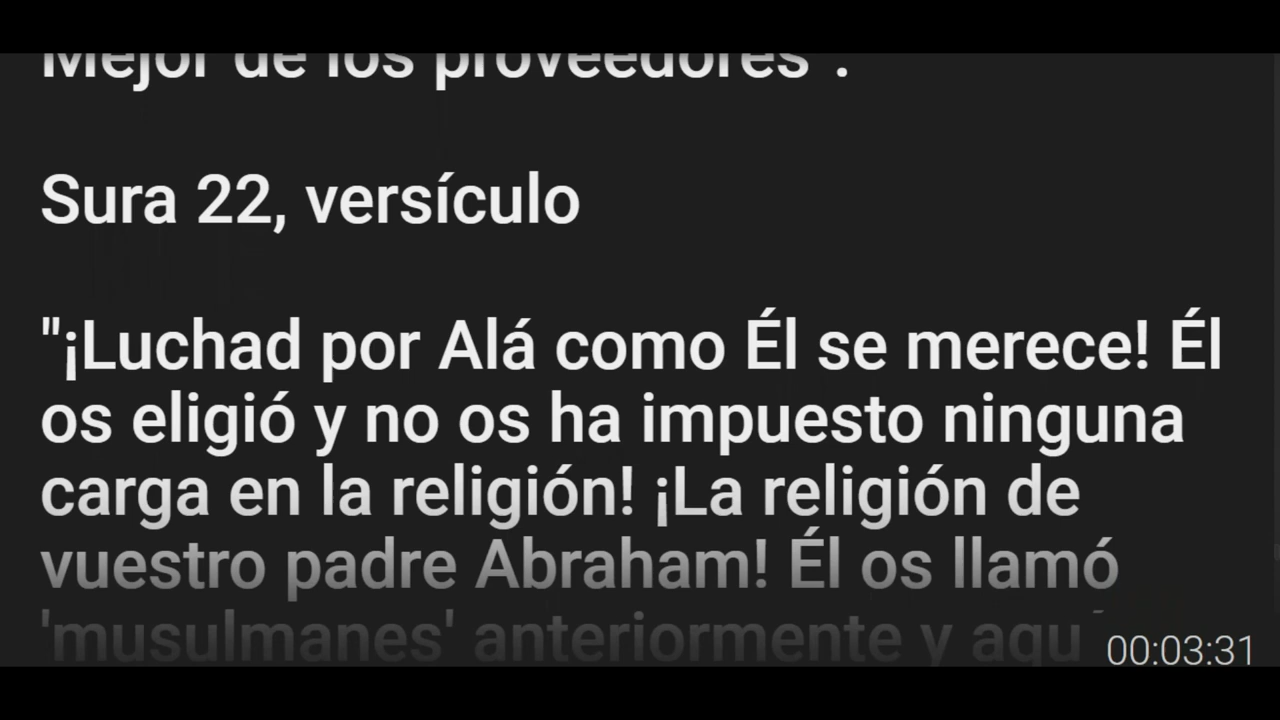 Mejor de los proveedores".
Sura 22, versículo
"¡Luchad por Alá como Él se merece! Él
os eligió y no os ha impuesto ninguna
carga en la religión! ¡La religión de
vuestro padre Abraham! Él os llamó
'musulmanes' anteriormente y aquí
00:03:31